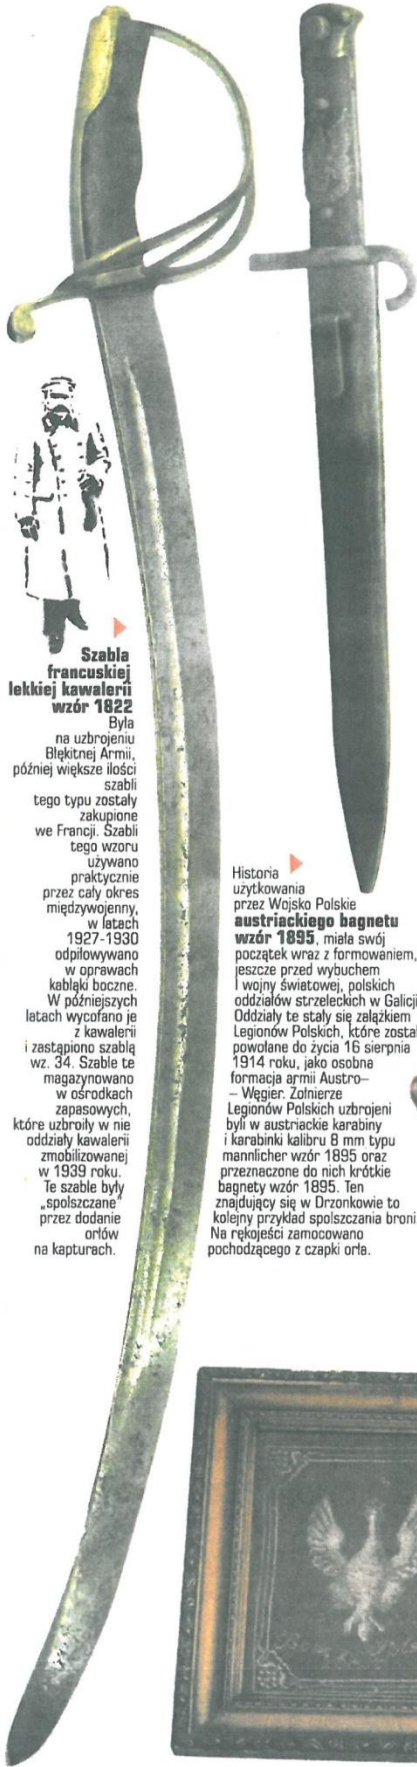 Szabla
francuskiej
lekkiej kawalerii
wzór 1822
Była
na uzbrojeniu
Błękitnej Armii,
później większe ilości
szabli
tego typu zostały
zakupione
we Francji. Szabli
tego wzoru
używano
praktycznie
przez cały okres
międzywojenny,
w latach
1927-1930
odpiłowywano
w oprawach
kabłąki boczne.
W późniejszych
latach wycofano je
z kawalerii
i zastąpiono szablą
wz. 34. Szable te
magazynowano
w ośrodkach
zapasowych,
które uzbroiły w nie
oddziały kawalerii
zmobilizowanej
w 1939 roku.
Te szable były
„spolszczane”
przez dodanie
orłów
na kapturach.
Historia
użytkowania
przez Wojsko Polskie
austriackiego bagnetu
wzór 1895, miała swój
początek wraz z formowaniem,
jeszcze przed wybuchem
I wojny światowej, polskich
oddziałów strzeleckich w Galicji
Oddziały te stały się zalążkiem
Legionów Polskich, które został
powołane do życia 16 sierpnia
1914 roku, jako osobna
formacja armii Austro–
– Węgier. Żołnierze
Legionów Polskich uzbrojeni
byli w austriackie karabiny
i karabinki kalibru 8 mm typu
mannlicher wzór 1895 oraz
przeznaczone do nich krótkie
bagnety wzór 1895. Ten
znajdujący się w Drzonkowie to
kolejny przykład spolszczania broni
Na rękojeści zamocowano
pochodzącego z czapki orła.